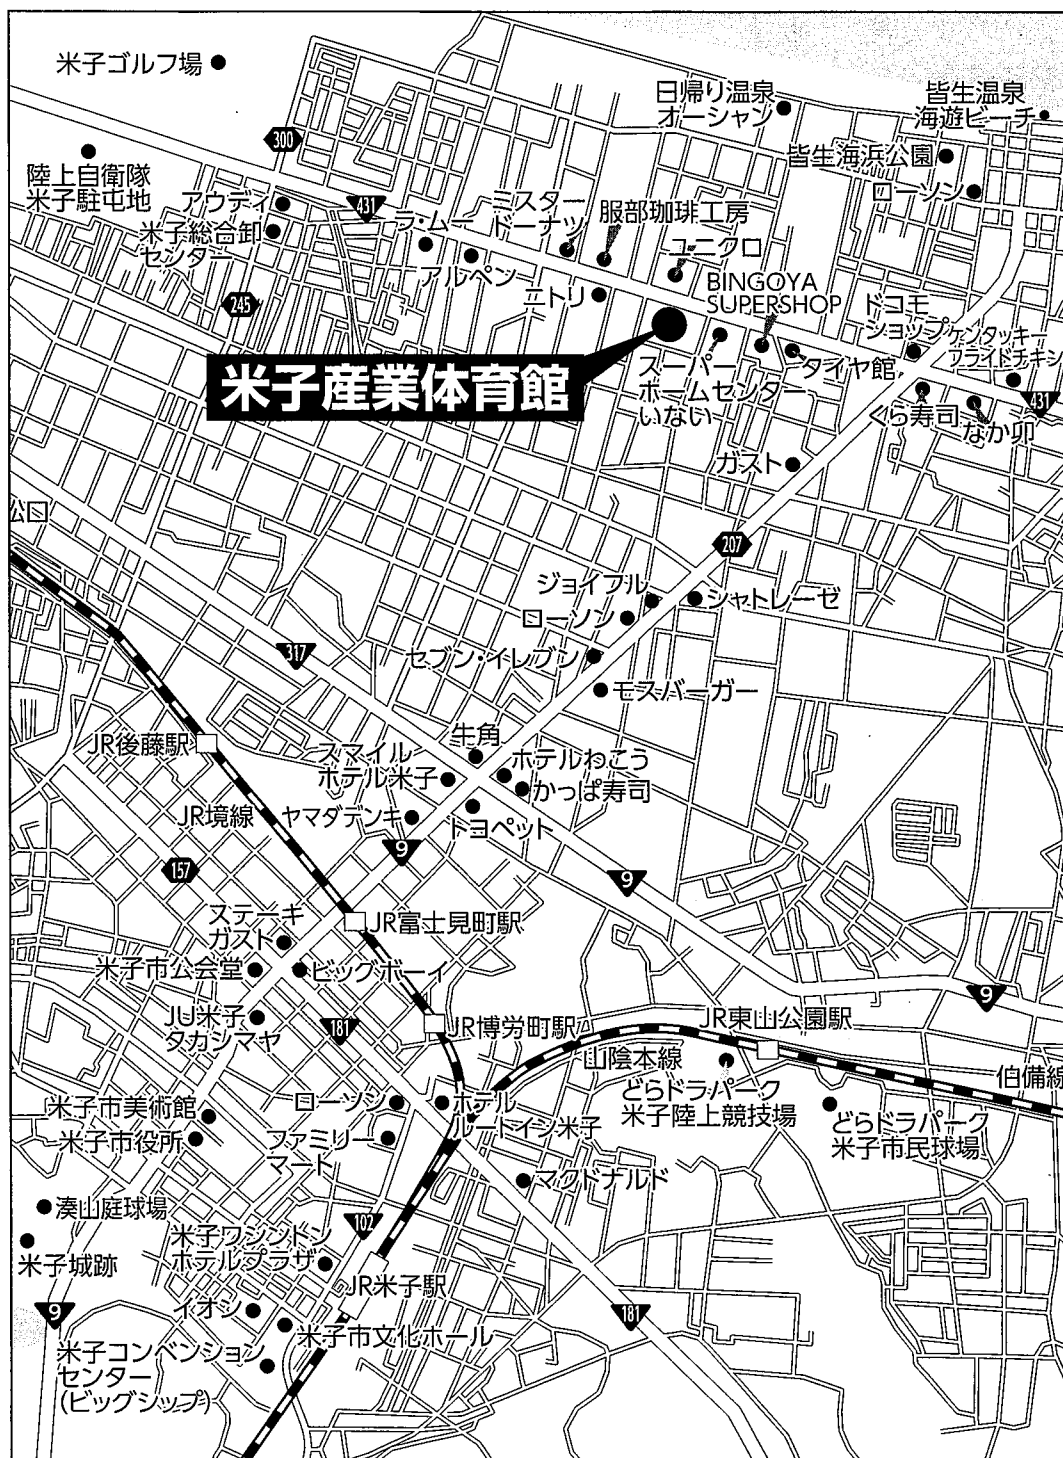 米子ゴルフ場
日帰り温泉
オーシャン
皆生温泉
海遊ビーチ
300
陸上自衛隊
米子駐屯地
皆生海浜公園
ローソン
アウディ
431
ラ・ムー
ミスター
ドーナツ
服部珈琲工房
米子総合卸
センター
アルペン
ユニクロ
245
ニトリ
BINGOYA
SUPERSHOP
ドコモ
ショップ
ケンタッキー
フライドチキン
米子産業体育館
スーパー
ホームセンター
いない
タイヤ館
431
くら寿司
なか卯
ガスト
公口
207
ジョイフル
シャトレーゼ
ローソン
317
セブン・イレブン
モスバーガー
JR後藤駅
牛角
スマイル
ホテル米子
ホテルわこう
かっぱ寿司
JR境線
ヤマダデンキ
トヨペット
9
157
9
ステーキ
ガスト
JR富士見町駅
米子市公会堂
ビッグボーイ
9
JU米子
タカシマヤ
181
JR博労町駅
JR東山公園駅
山陰本線
伯備線
どらドラパーク
米子陸上競技場
米子市美術館
ローソン
ホテル
ルートイン米子
どらドラパーク
米子市民球場
米子市役所
ファミリー
マート
マクドナルド
湊山庭球場
102
米子城跡
米子ワシントン
ホテルプラザ
JR米子駅
9
イオン
181
米子市文化ホール
米子コンベンション
センター
(ビッグシップ)